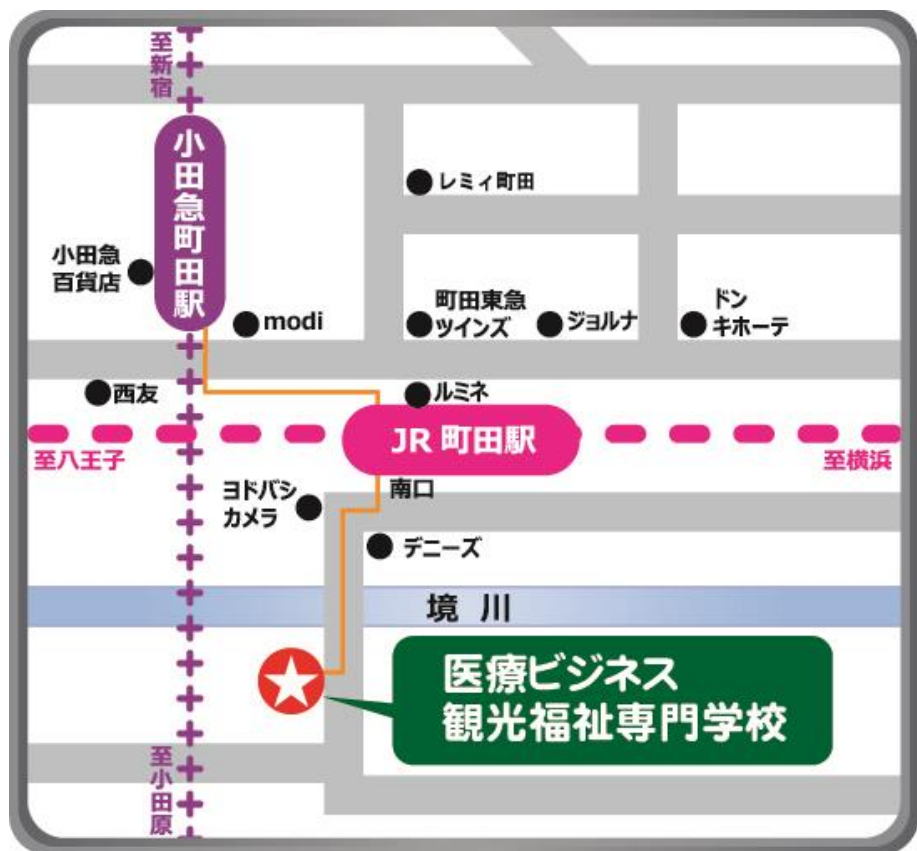 至新宿
小田急町田駅
レミィ町田
小田急
百貨店
modi
町田東急
ツインズ
ジョルナ
ドン
キホーテ
西友
ルミネ
JR 町田駅
至八王子
至横浜
南口
ヨドバシ
カメラ
デニーズ
境 川
医療ビジネス
観光福祉専門学校
至小田原